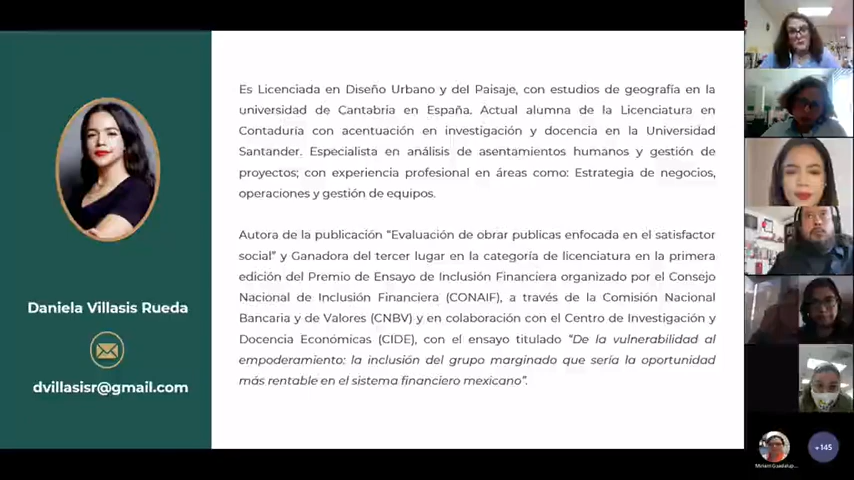 Es Licenciada en Diseño Urbano y del Paisaje, con estudios de geografía en la
universidad de Cantabria en España. Actual alumna de la Licenciatura en
Contaduría con acentuación en investigación y docencia en la Universidad
Santander. Especialista en análisis de asentamientos humanos y gestión de
proyectos; con experiencia profesional en áreas como: Estrategia de negocios,
operaciones y gestión de equipos.
Autora de la publicación “Evaluación de obrar publicas enfocada en el satisfactor
social” y Ganadora del tercer lugar en la categoría de licenciatura en la primera
edición del Premio de Ensayo de Inclusión Financiera organizado por el Consejo
Nacional de Inclusión Financiera (CONAIF), a través de la Comisión Nacional
Bancaria y de Valores (CNBV) y en colaboración con el Centro de Investigación y
Docencia Económicas (CIDE), con el ensayo titulado “De la vulnerabilidad al
empoderamiento: la inclusión del grupo marginado que sería la oportunidad
más rentable en el sistema financiero mexicano”.
Daniela Villasis Rueda
dvillasisr@gmail.com
Miriam Guadalup...
+145